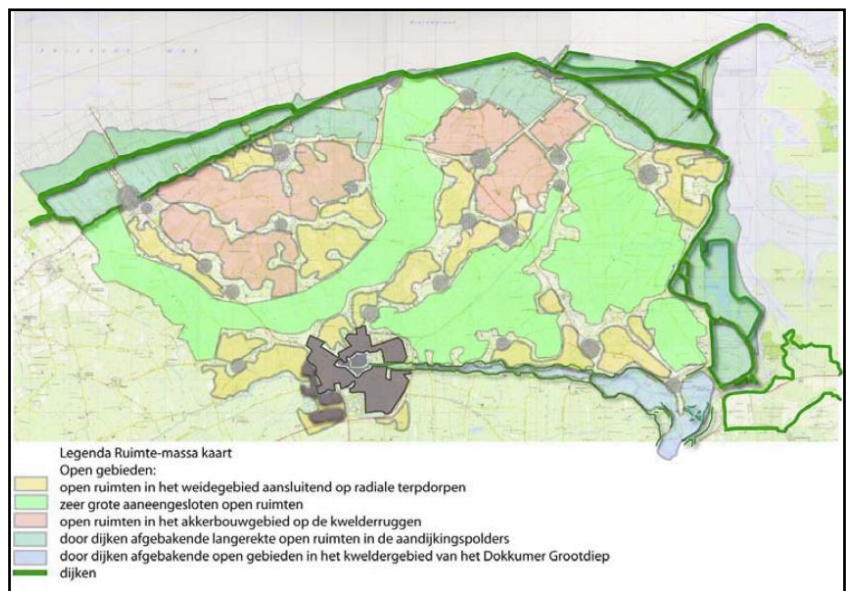 Legenda Ruimte-massa kaart
Open gebieden:
open ruimten in het weidegebied aansluitend op radiale terpdorpen
zeer grote aaneengesloten open ruimten
open ruimten in het akkerbouwgebied op de kwelderruggen
door dijken afgebakende langerekte open ruimten in de aandijkingspolders
door dijken afgebakende open gebieden in het kweldergebied van het Dokkumer Grootdiep
dijken